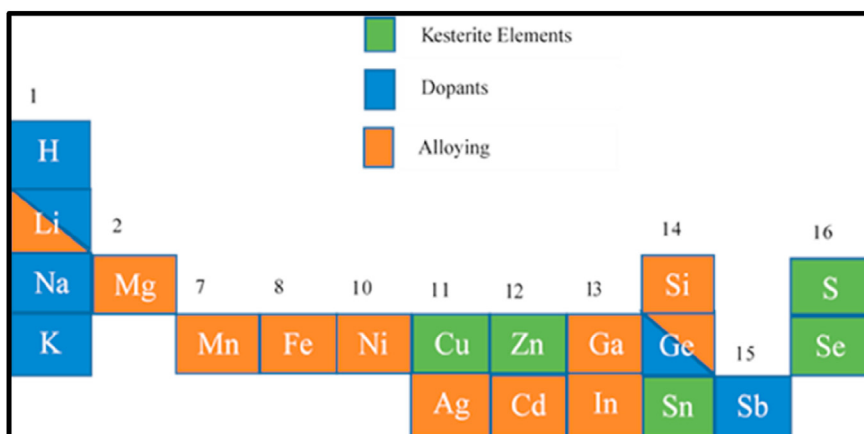 Kesterite Elements
1
Dopants
H
Alloying
Li
2
14
16
Na
Mg
7
8
10
11
12
13
Si
S
K
Mn
Fe
Ni
Cu
Zn
Ga
Ge
15
Se
Ag
Cd
In
Sn
Sb